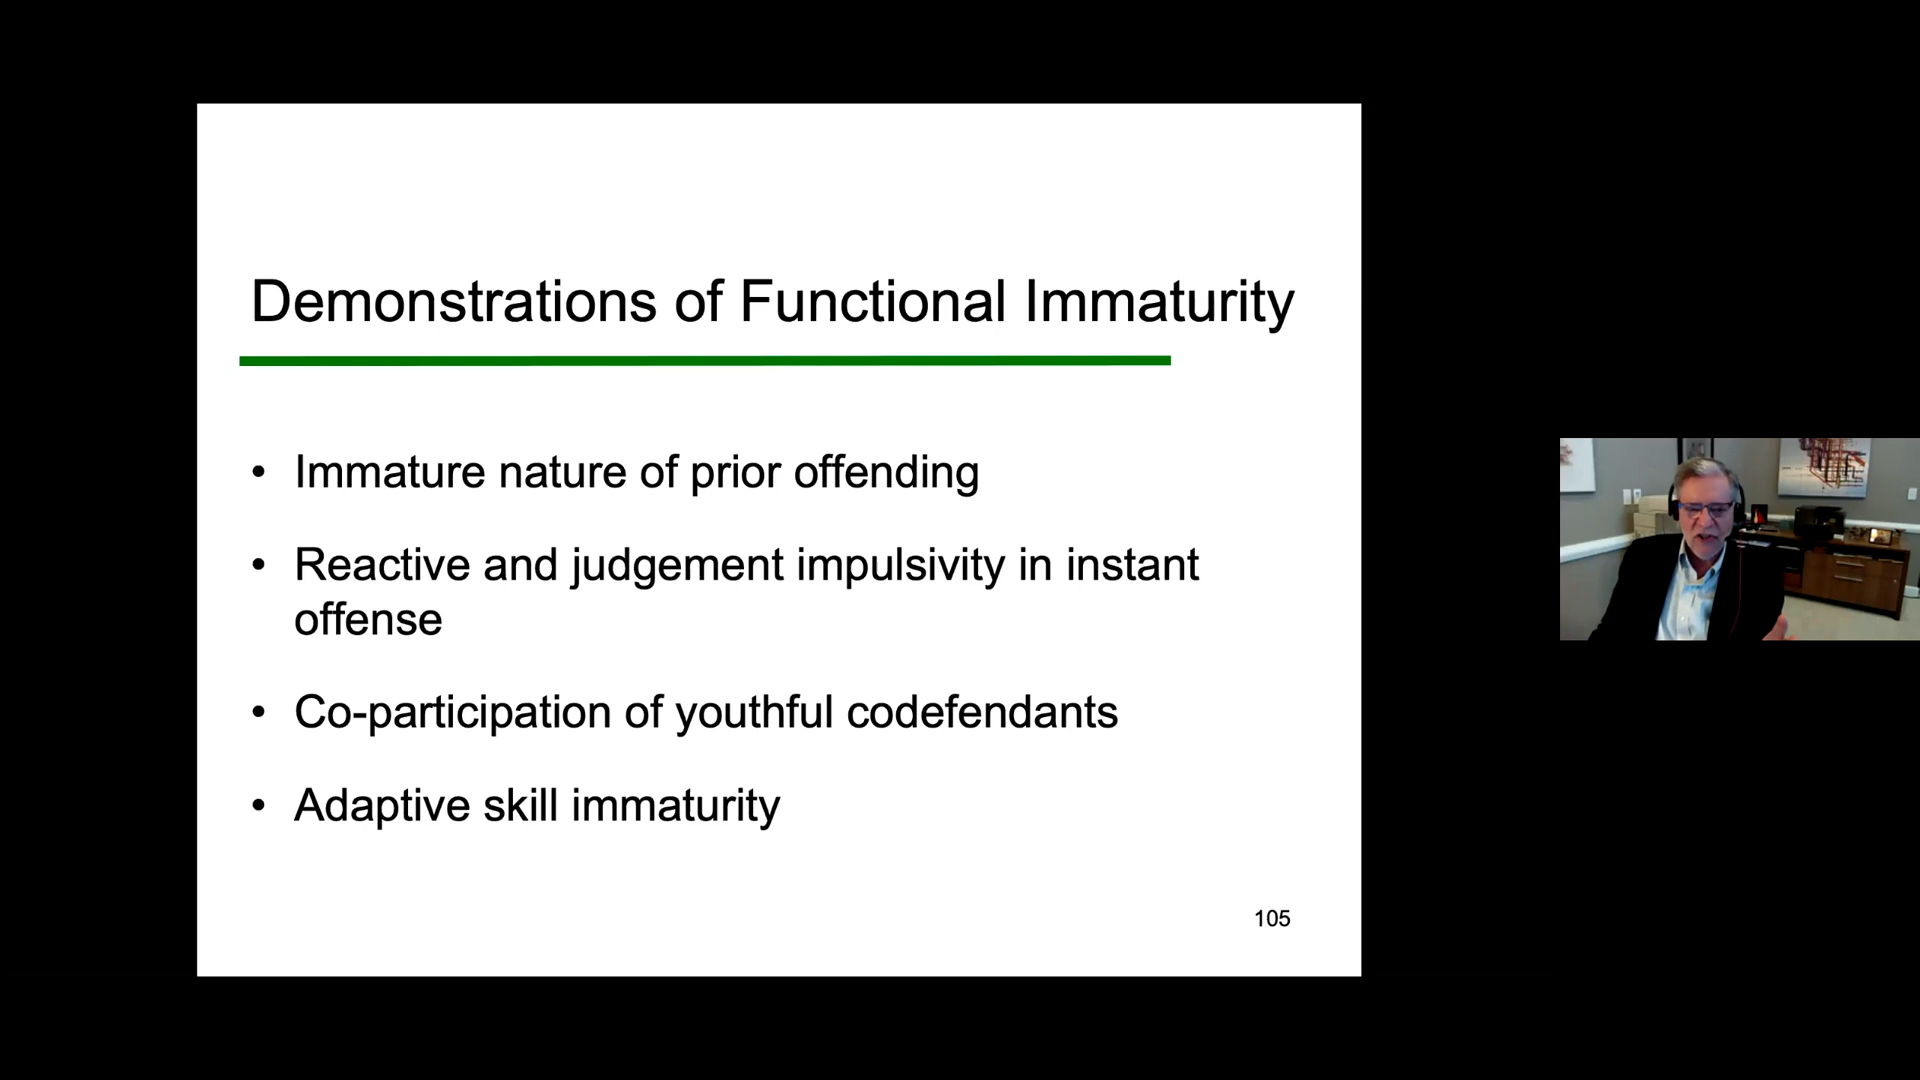 Demonstrations of Functional Immaturity
• Immature nature of prior offending
• Reactive and judgement impulsivity in instant
offense
• Co-participation of youthful codefendants
• Adaptive skill immaturity
105